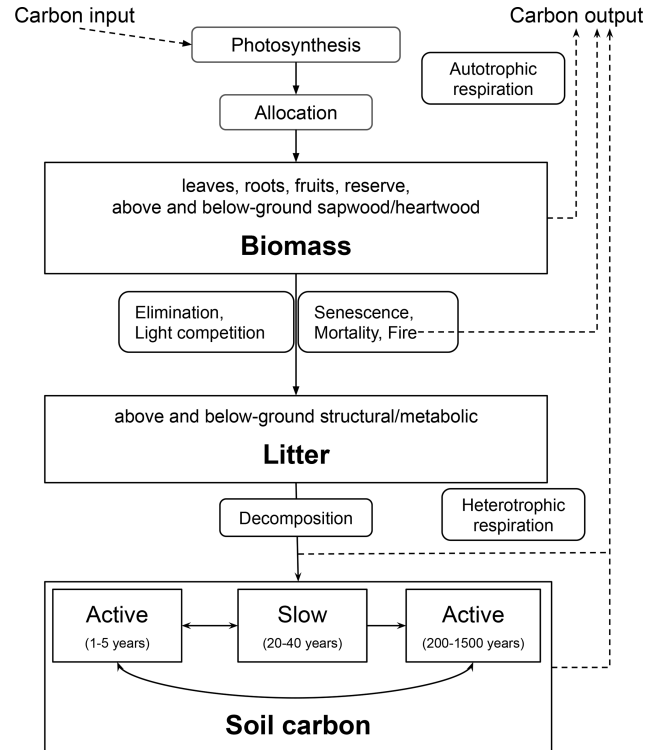 Carbon input
Carbon output
Photosynthesis
Autotrophic
respiration
Allocation
leaves, roots, fruits, reserve,
above and below-ground sapwood/heartwood
Biomass
Elimination,
Light competition
Senescence,
Mortality, Fire
above and below-ground structural/metabolic
Litter
Decomposition
Heterotrophic
respiration
Active
(1-5 years)
Slow
(20-40 years)
Active
(200-1500 years)
Soil carbon